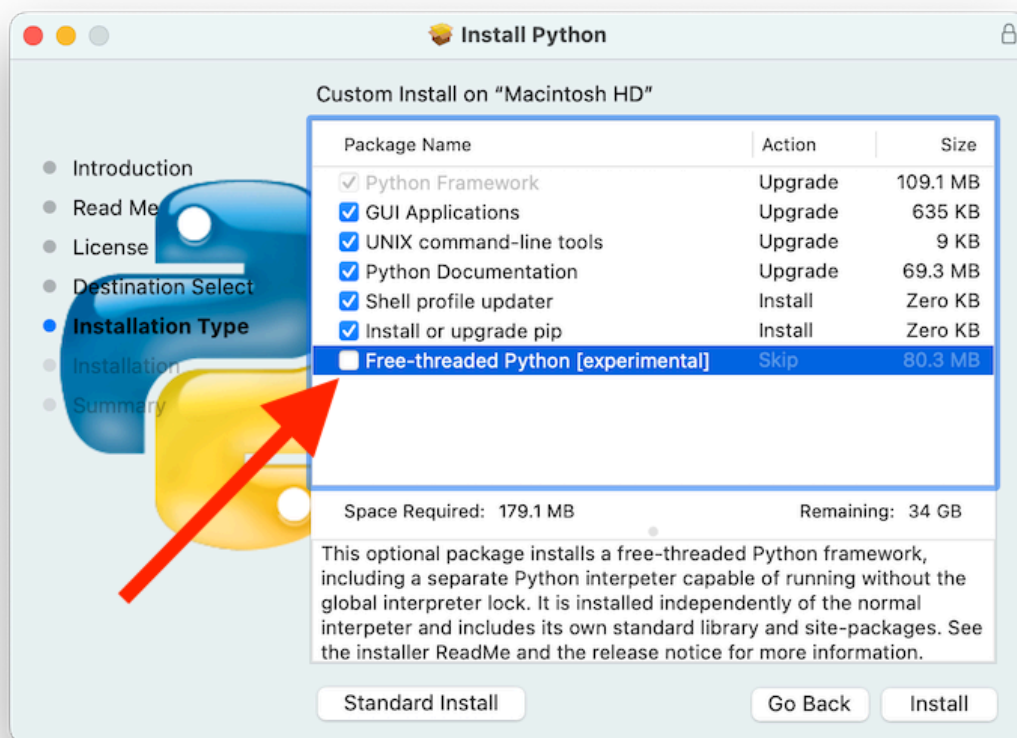 Install Python
Custom Install on “Macintosh HD”
Introduction
Read Me
License
Destination Select
Installation Type
Installation
Summary
Package Name Action Size
Python Framework Upgrade 109.1 MB
GUI Applications Upgrade 635 KB
UNIX command-line tools Upgrade 9 KB
Python Documentation Upgrade 69.3 MB
Shell profile updater Install Zero KB
Install or upgrade pip Install Zero KB
Free-threaded Python [experimental] Skip 80.3 MB
Space Required: 179.1 MB Remaining: 34 GB
This optional package installs a free-threaded Python framework,
including a separate Python interpeter capable of running without the
global interpreter lock. It is installed independently of the normal
interpeter and includes its own standard library and site-packages. See
the installer ReadMe and the release notice for more information.
Standard Install Go Back Install